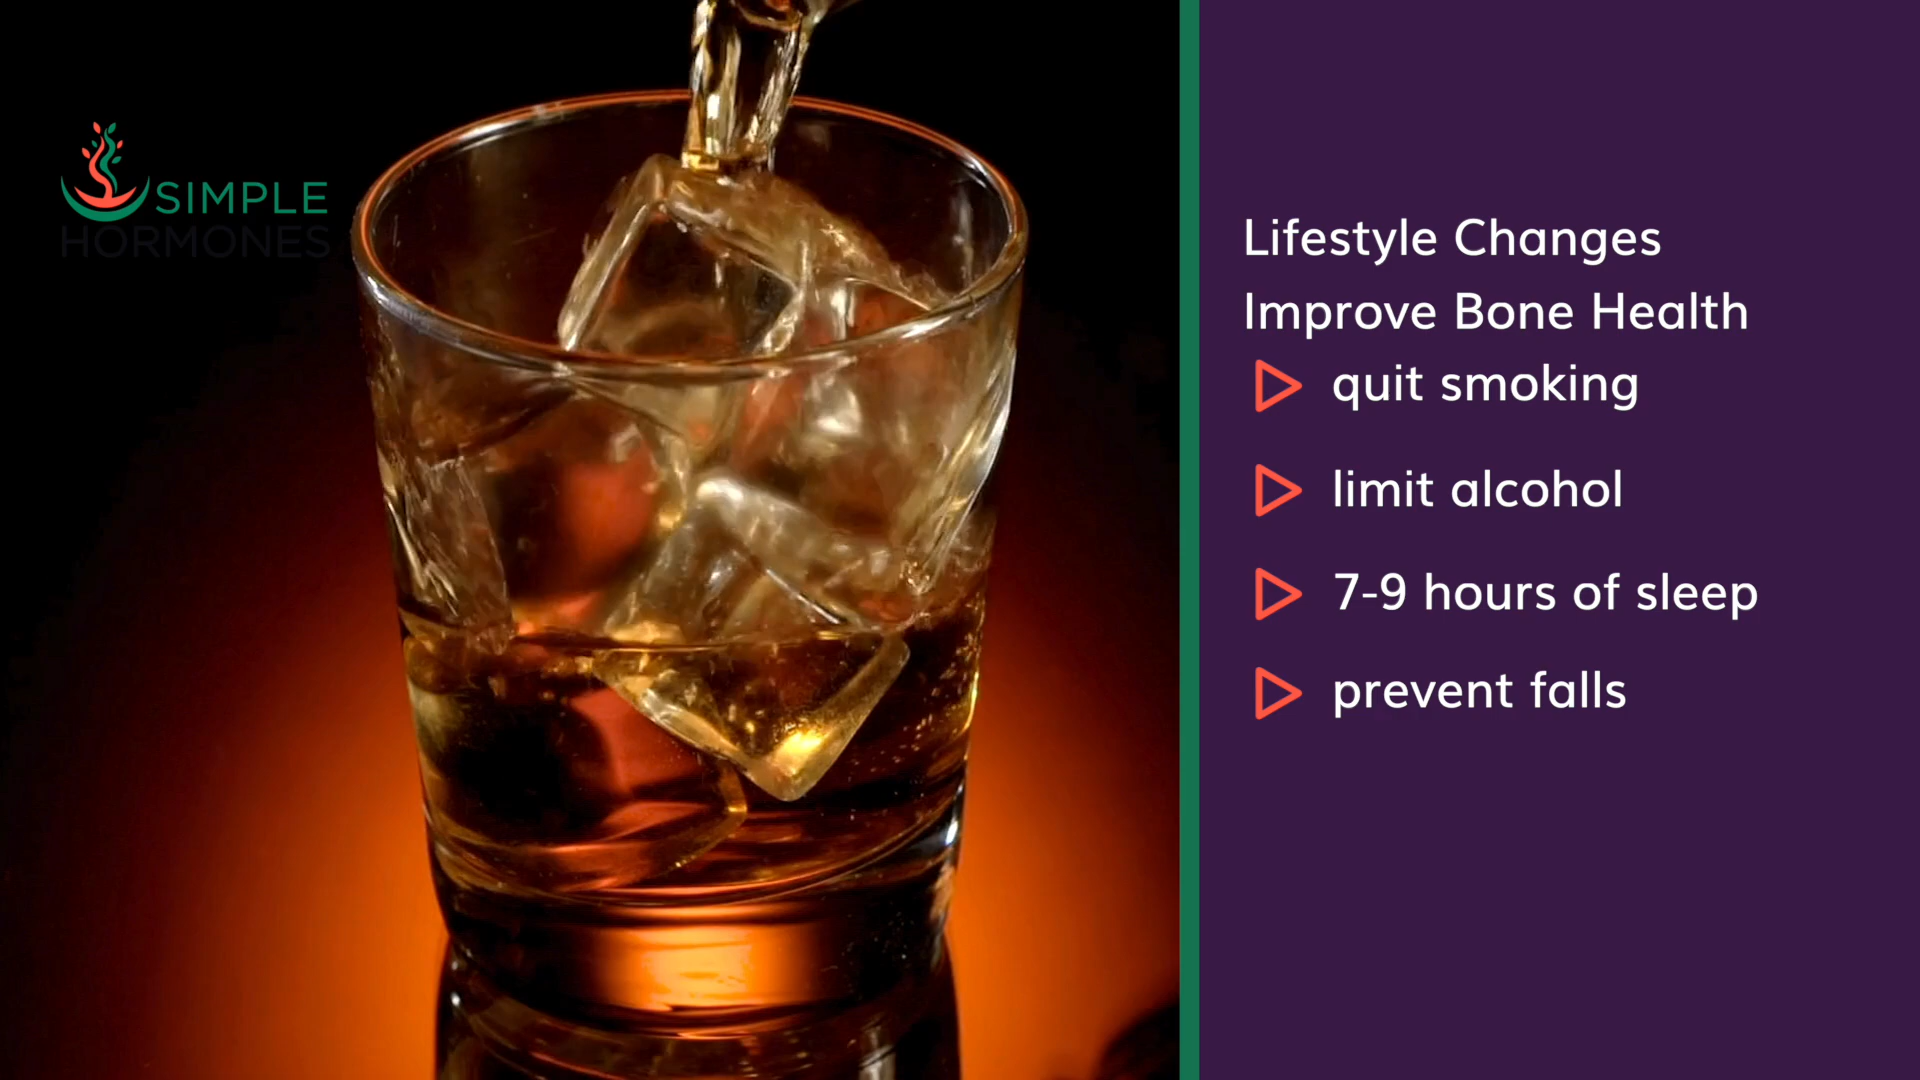 SIMPLE
HORMONES
Lifestyle Changes
Improve Bone Health
quit smoking
limit alcohol
7-9 hours of sleep
prevent falls